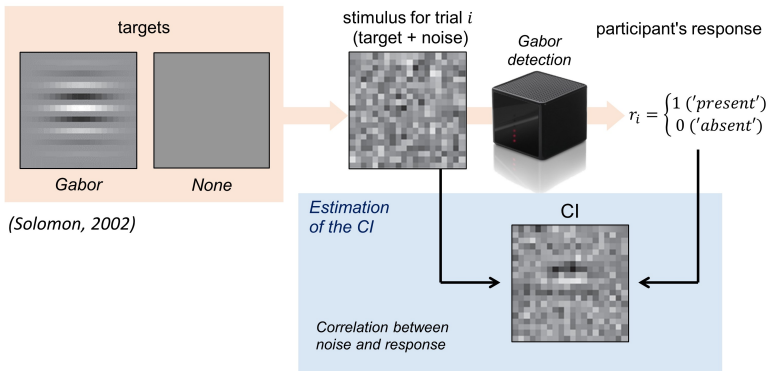 targets
Gabor
None
(Solomon, 2002)
stimulus for trial i
(target + noise)
Gabor
detection
participant's response
rᵢ = {1 ('present')
0 ('absent')
Estimation
of the CI
CI
Correlation between
noise and response